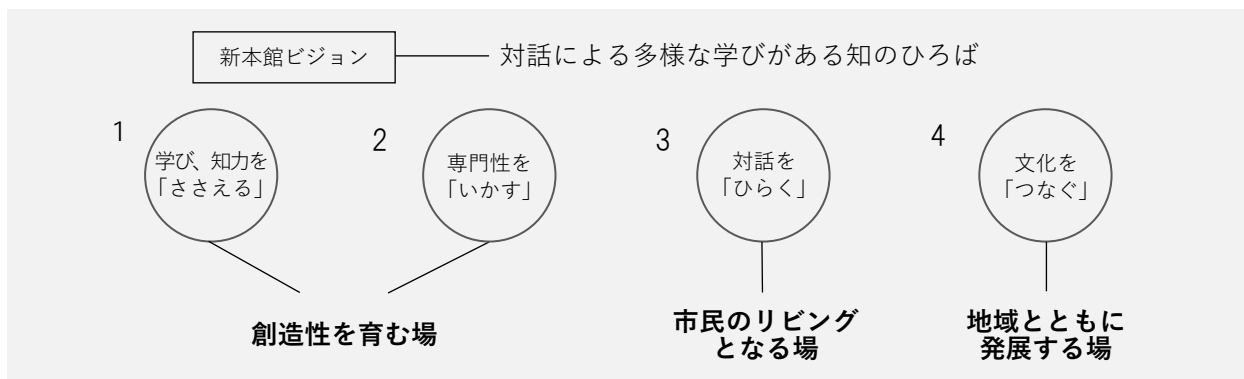 新本館ビジョン
対話による多様な学びがある知のひろば
1
学び、知力を
「ささえる」
2
専門性を
「いかす」
3
対話を
「ひらく」
4
文化を
「つなぐ」
創造性を育む場
市民のリビング
となる場
地域とともに
発展する場